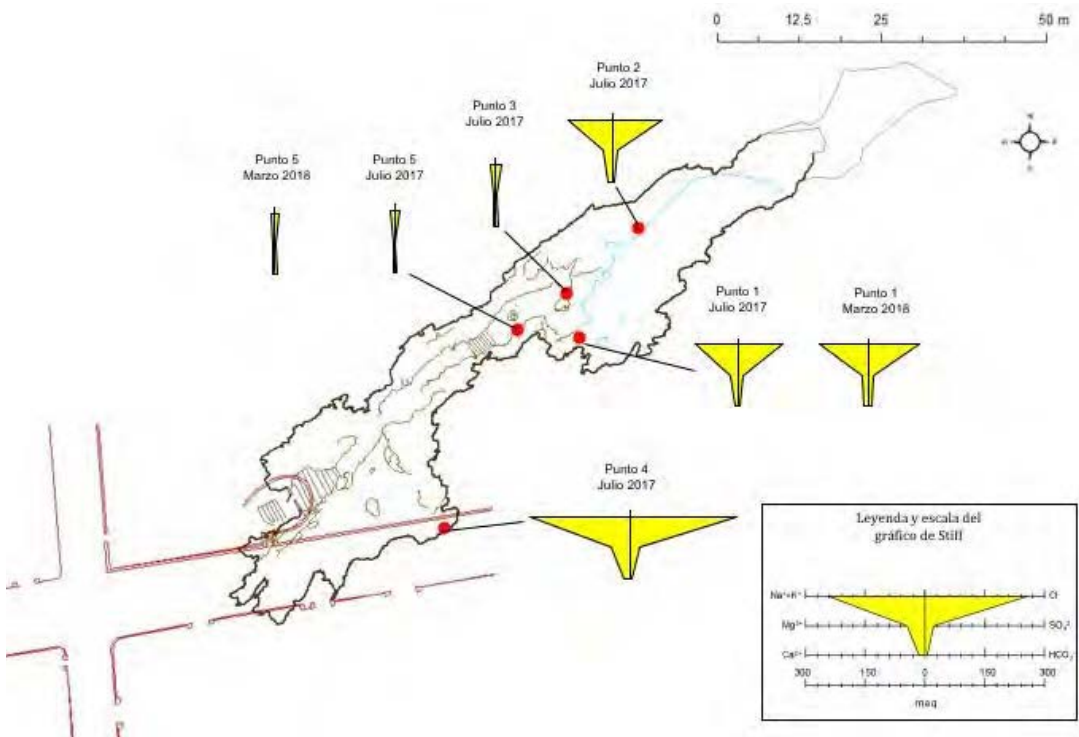 0 12.5 25 50 m
Punto 2
Julio 2017
Punto 3
Julio 2017
Punto 5
Marzo 2018
Punto 5
Julio 2017
Punto 1
Julio 2017
Punto 1
Marzo 2018
Punto 4
Julio 2017
Leyenda y escala del
gráfico de Stiff
Na⁺+K⁺ Cl
Mg²⁺ SO₄²
Ca²⁺ HCO₃
300 150 0 150 300
meq